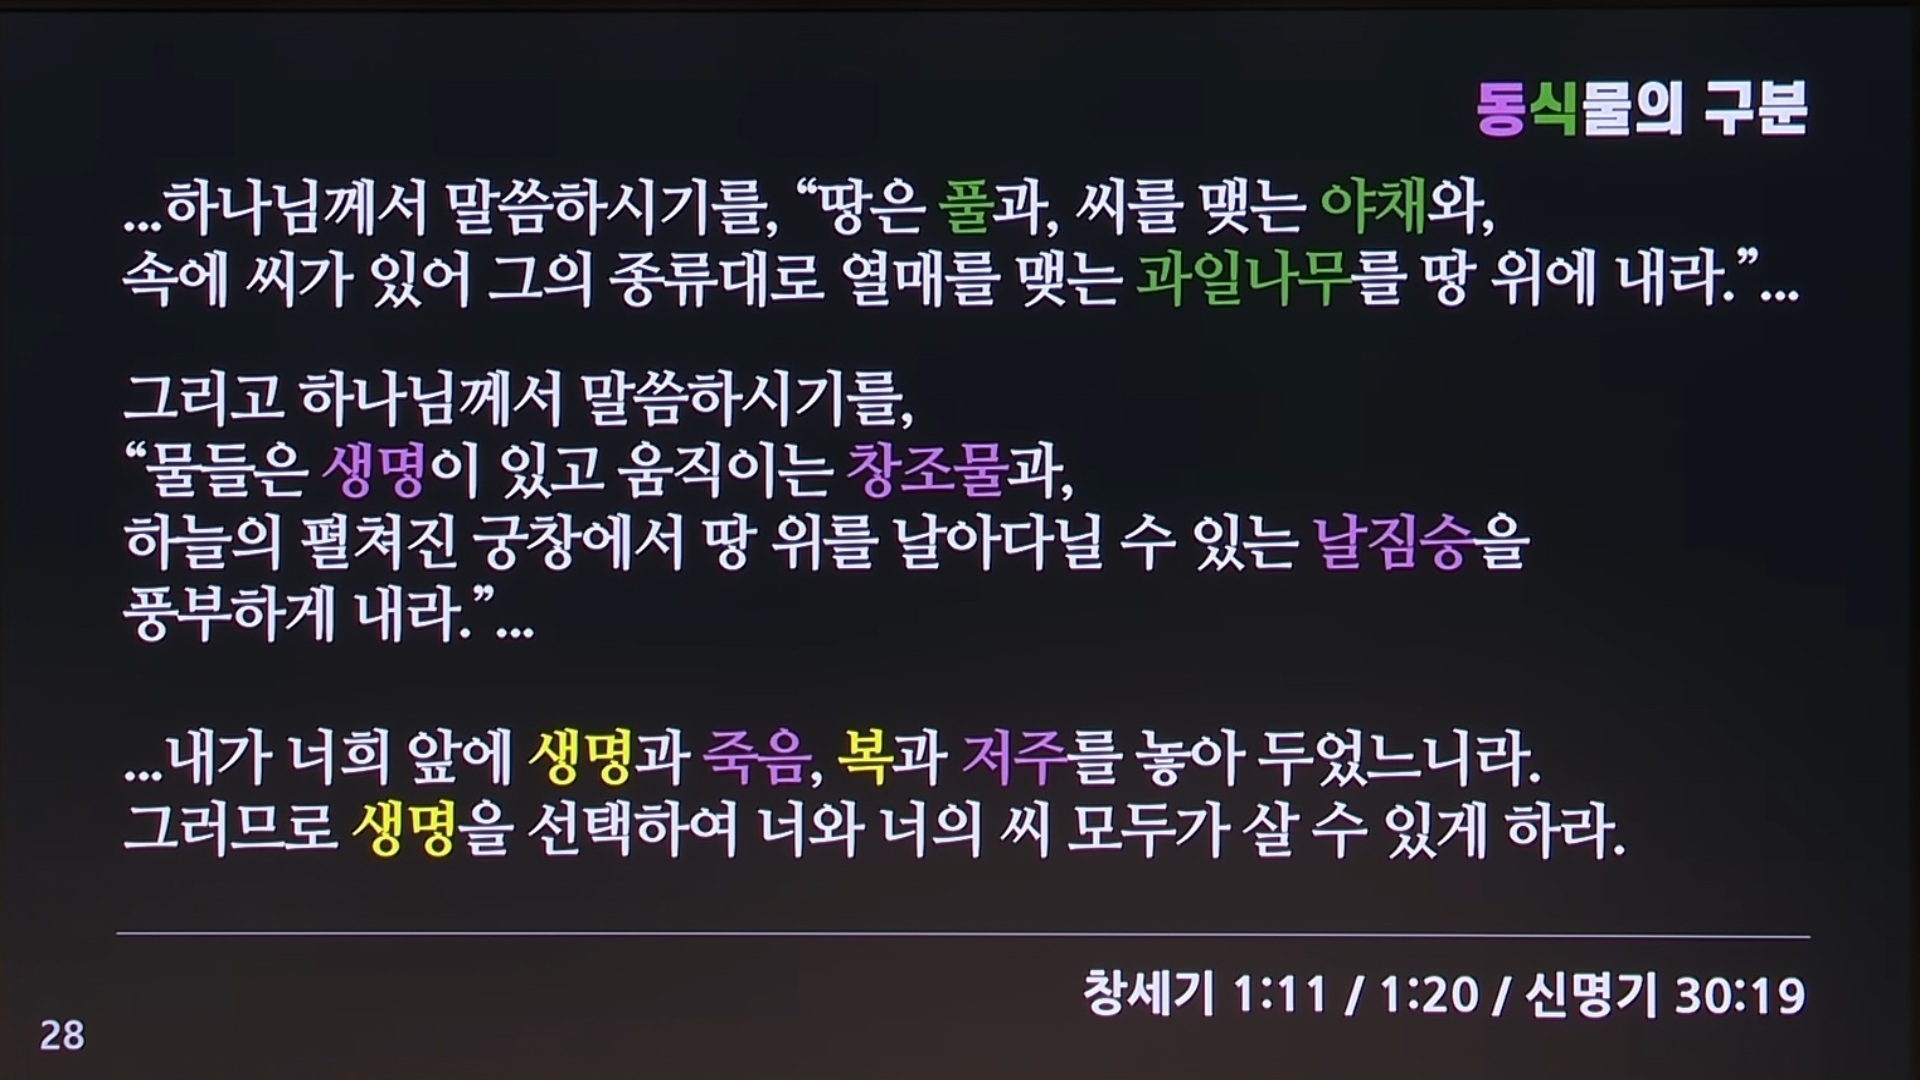 동식물의 구분
...하나님께서 말씀하시기를, “땅은 풀과, 씨를 맺는 야채와,
속에 씨가 있어 그의 종류대로 열매를 맺는 과일나무를 땅 위에 내라.”...
그리고 하나님께서 말씀하시기를,
“물들은 생명이 있고 움직이는 창조물과,
하늘의 펼쳐진 궁창에서 땅 위를 날아다닐 수 있는 날짐승을
풍부하게 내라.”...
...내가 너희 앞에 생명과 죽음, 복과 저주를 놓아 두었느니라.
그러므로 생명을 선택하여 너와 너의 씨 모두가 살 수 있게 하라.
창세기 1:11 / 1:20 / 신명기 30:19
28